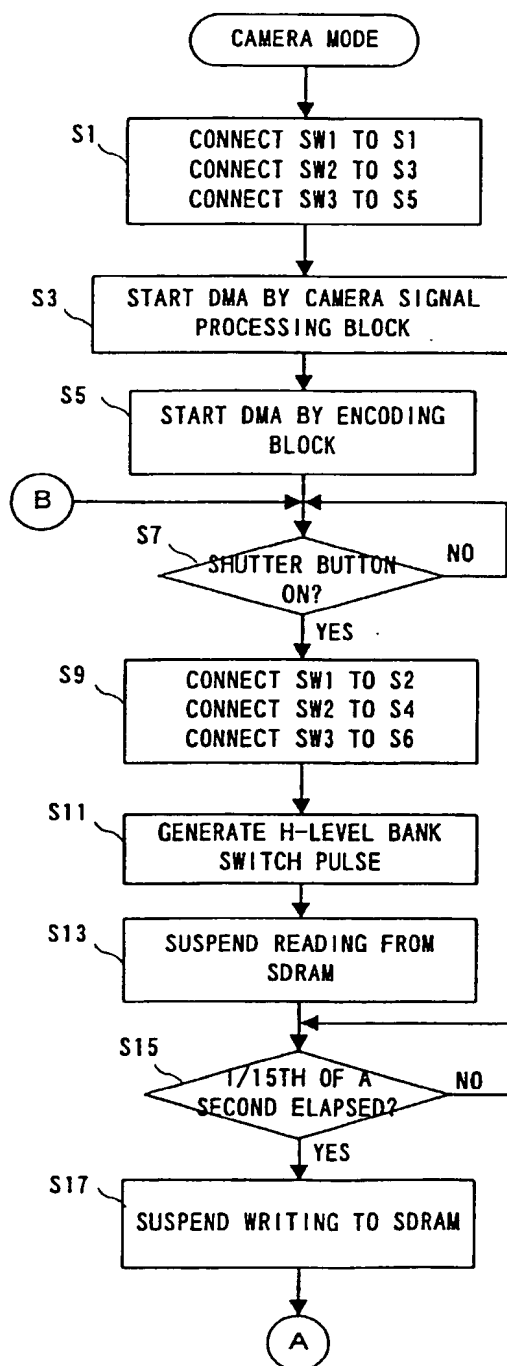 CAMERA MODE
S1
CONNECT SW1 TO S1
CONNECT SW2 TO S3
CONNECT SW3 TO S5
S3
START DMA BY CAMERA SIGNAL
PROCESSING BLOCK
S5
START DMA BY ENCODING
BLOCK
B
S7
SHUTTER BUTTON
ON?
NO
YES
S9
CONNECT SW1 TO S2
CONNECT SW2 TO S4
CONNECT SW3 TO S6
S11
GENERATE H-LEVEL BANK
SWITCH PULSE
S13
SUSPEND READING FROM
SDRAM
S15
1/15TH OF A
SECOND ELAPSED?
NO
YES
S17
SUSPEND WRITING TO SDRAM
A